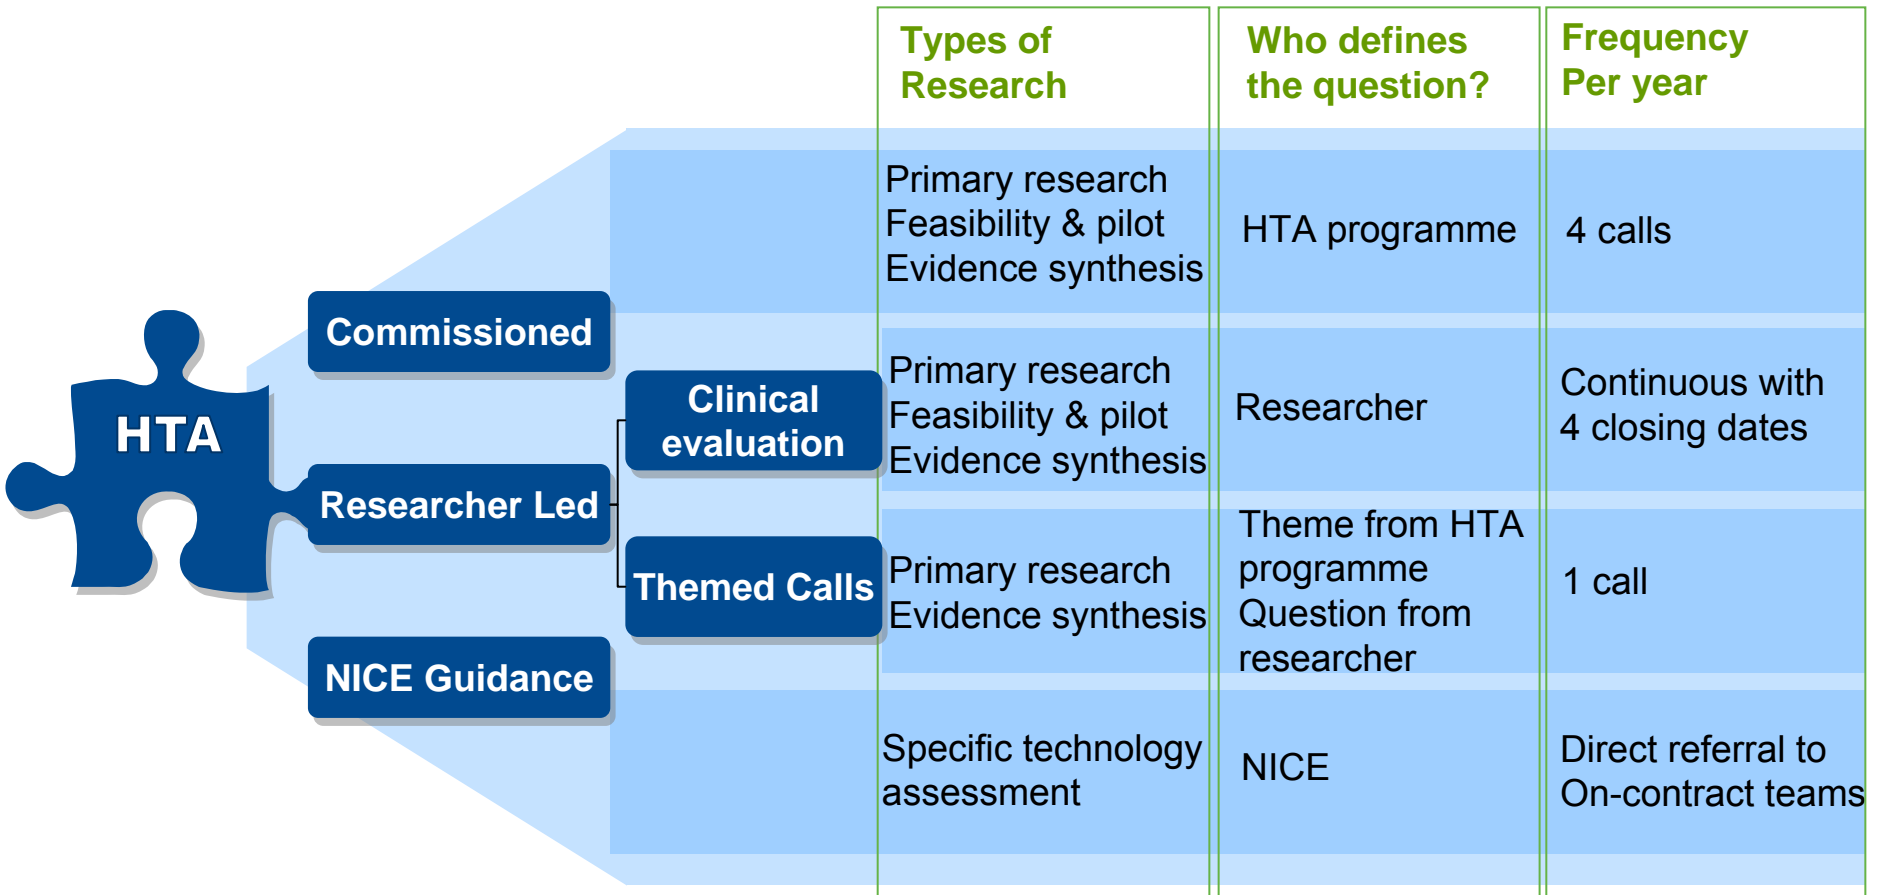 Types of
Research
Who defines
the question?
Frequency
Per year
HTA
Commissioned
Primary research
Feasibility & pilot
Evidence synthesis
HTA programme
4 calls
Researcher Led
Clinical
evaluation
Primary research
Feasibility & pilot
Evidence synthesis
Researcher
Continuous with
4 closing dates
Themed Calls
Primary research
Evidence synthesis
Theme from HTA
programme
Question from
researcher
1 call
NICE Guidance
Specific technology
assessment
NICE
Direct referral to
On-contract teams